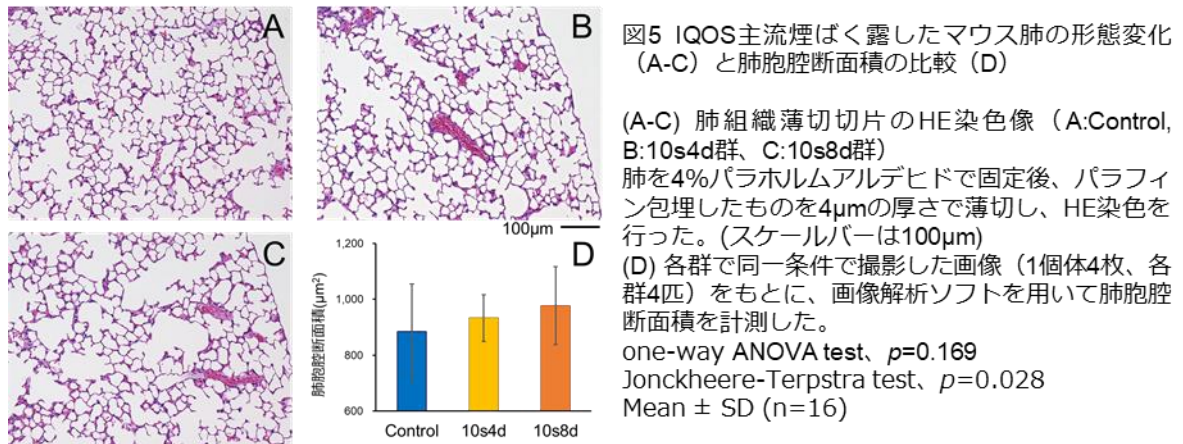 A
B
100μm
C
D
肺胞腔断面積(μm²)
1,200
1,000
800
600
Control
10s4d
10s8d
図5 IQOS主流煙ばく露したマウス肺の形態変化
（A-C）と肺胞腔断面積の比較（D）
(A-C) 肺組織薄切切片のHE染色像（A:Control,
B:10s4d群、C:10s8d群）
肺を4%パラホルムアルデヒドで固定後、パラフィ
ン包埋したものを4μmの厚さで薄切し、HE染色を
行った。(スケールバーは100μm)
(D) 各群で同一条件で撮影した画像（1個体4枚、各
群4匹）をもとに、画像解析ソフトを用いて肺胞腔
断面積を計測した。
one-way ANOVA test、p=0.169
Jonckheere-Terpstra test、p=0.028
Mean ± SD (n=16)